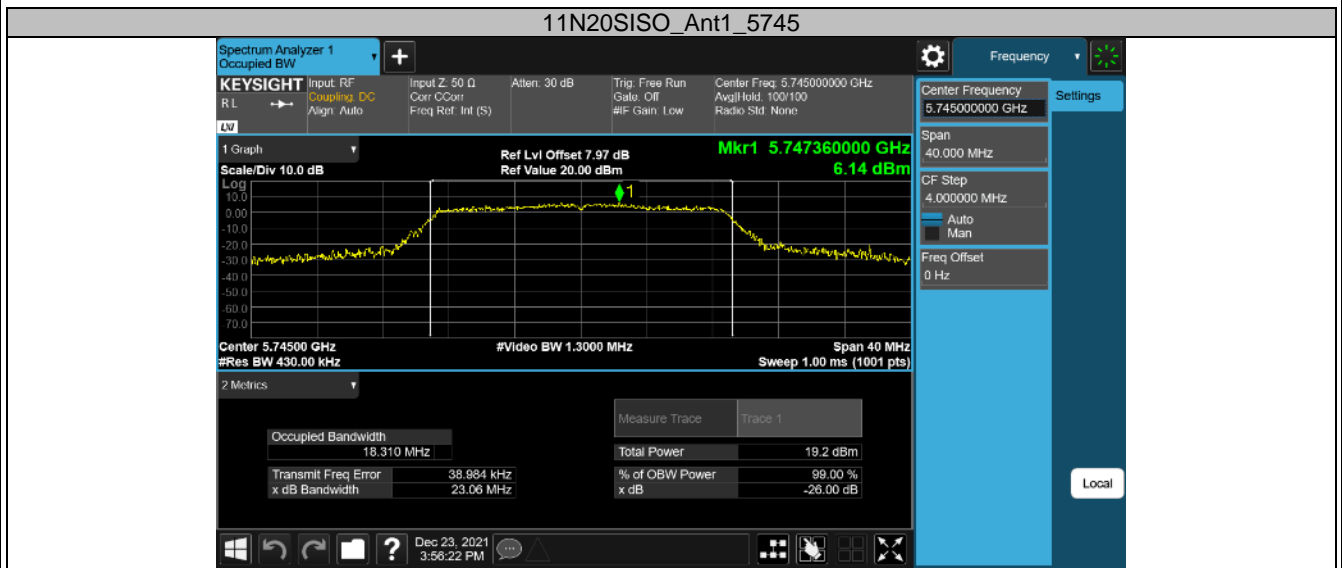 11N20SISO_Ant1_5745
Spectrum Analyzer 1
Occupied BW
+
Frequency
KEYSIGHT
R L
LXI
Input: RF
Coupling: DC
Align: Auto
Input Z: 50 Ω
Corr CCorr
Freq Ref: Int (S)
Atten: 30 dB
Trig: Free Run
Gate: Off
#IF Gain: Low
Center Freq: 5.745000000 GHz
Avg|Hold: 100/100
Radio Std: None
Center Frequency
5.745000000 GHz
Settings
Span
40.000 MHz
CF Step
4.000000 MHz
Auto
Man
Freq Offset
0 Hz
Local
1 Graph
Scale/Div 10.0 dB
Ref Lvl Offset 7.97 dB
Ref Value 20.00 dBm
Mkr1 5.747360000 GHz
6.14 dBm
Log
10.0
0.00
-10.0
-20.0
-30.0
-40.0
-50.0
-60.0
-70.0
1
Center 5.74500 GHz
#Res BW 430.00 kHz
#Video BW 1.3000 MHz
Span 40 MHz
Sweep 1.00 ms (1001 pts)
2 Metrics
Measure Trace Trace 1
Occupied Bandwidth
18.310 MHz
Total Power 19.2 dBm
Transmit Freq Error 38.984 kHz
% of OBW Power 99.00 %
x dB Bandwidth 23.06 MHz
x dB -26.00 dB
?
Dec 23, 2021
3:56:22 PM